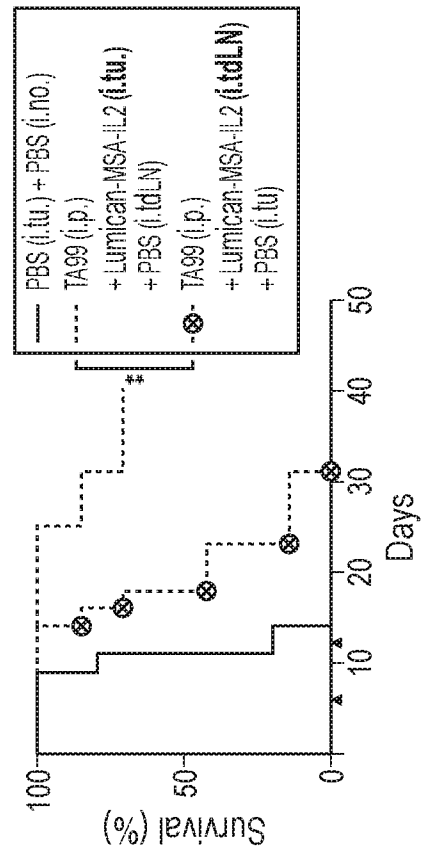 PBS (i.tu.) + PBS (i.no.)
TA99 (i.p.)
+ Lumican-MSA-IL2 (i.tu.)
+ PBS (i.tdLN)
TA99 (i.p.)
+ Lumican-MSA-IL2 (i.tdLN)
+ PBS (i.tu)
**
Survival (%)
100
50
0
10
20
30
40
50
Days